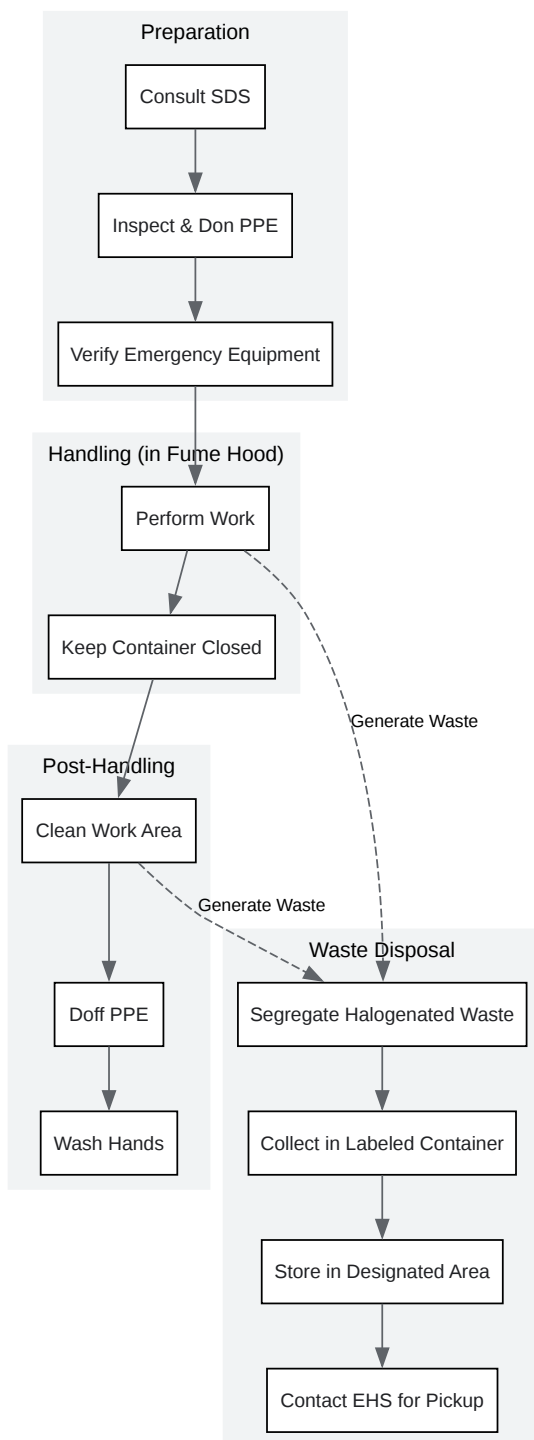 Preparation
Consult SDS
Inspect & Don PPE
Verify Emergency Equipment
Handling (in Fume Hood)
Perform Work
Keep Container Closed
Generate Waste
Post-Handling
Clean Work Area
Generate Waste
Waste Disposal
Doff PPE
Segregate Halogenated Waste
Wash Hands
Collect in Labeled Container
Store in Designated Area
Contact EHS for Pickup